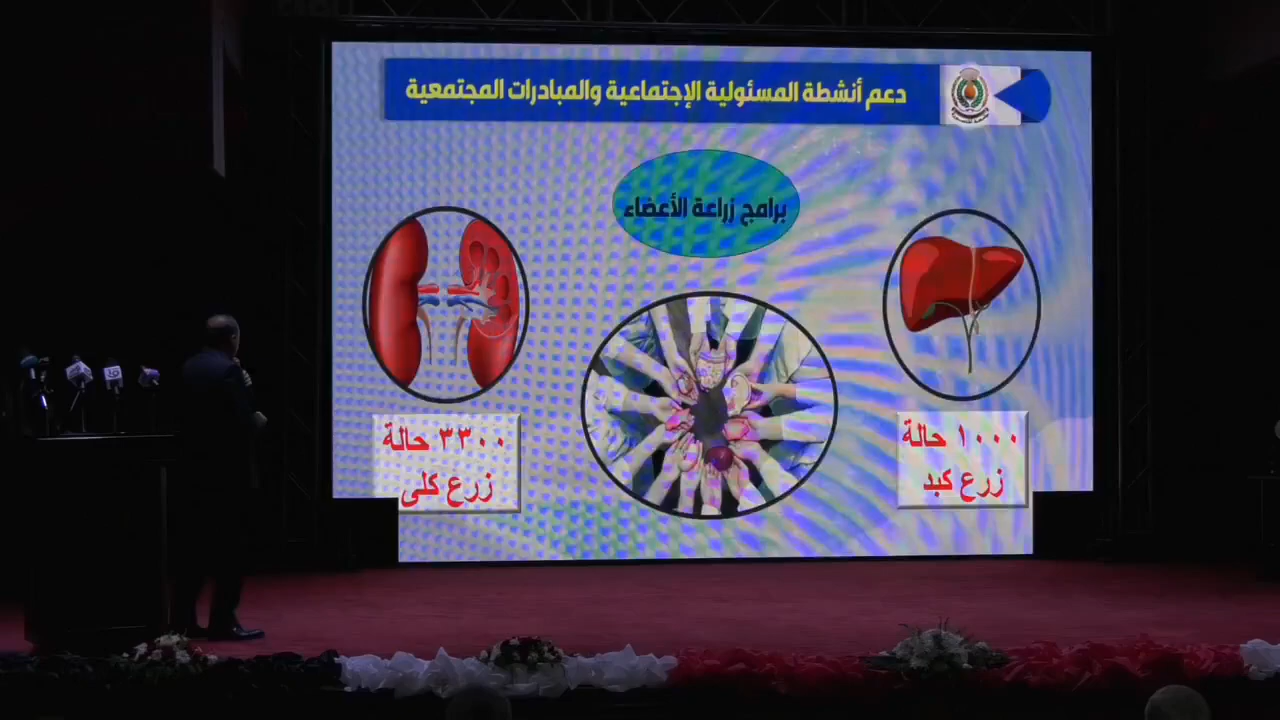 دعم أنشطة المسئولية الإجتماعية والمبادرات المجتمعية
برامج زراعة الأعضاء
١٠٠٠ حالة
زرع كبد
٣٣٠٠ حالة
زرع كلى